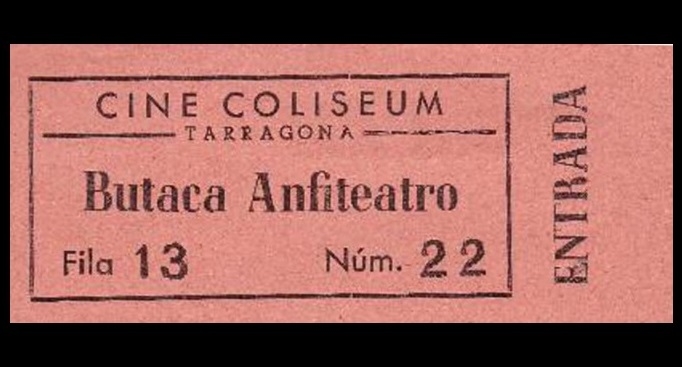 CINE COLISEUM
TARRAGONA
Butaca Anfiteatro
Fila 13 Núm. 22
ENTRADA